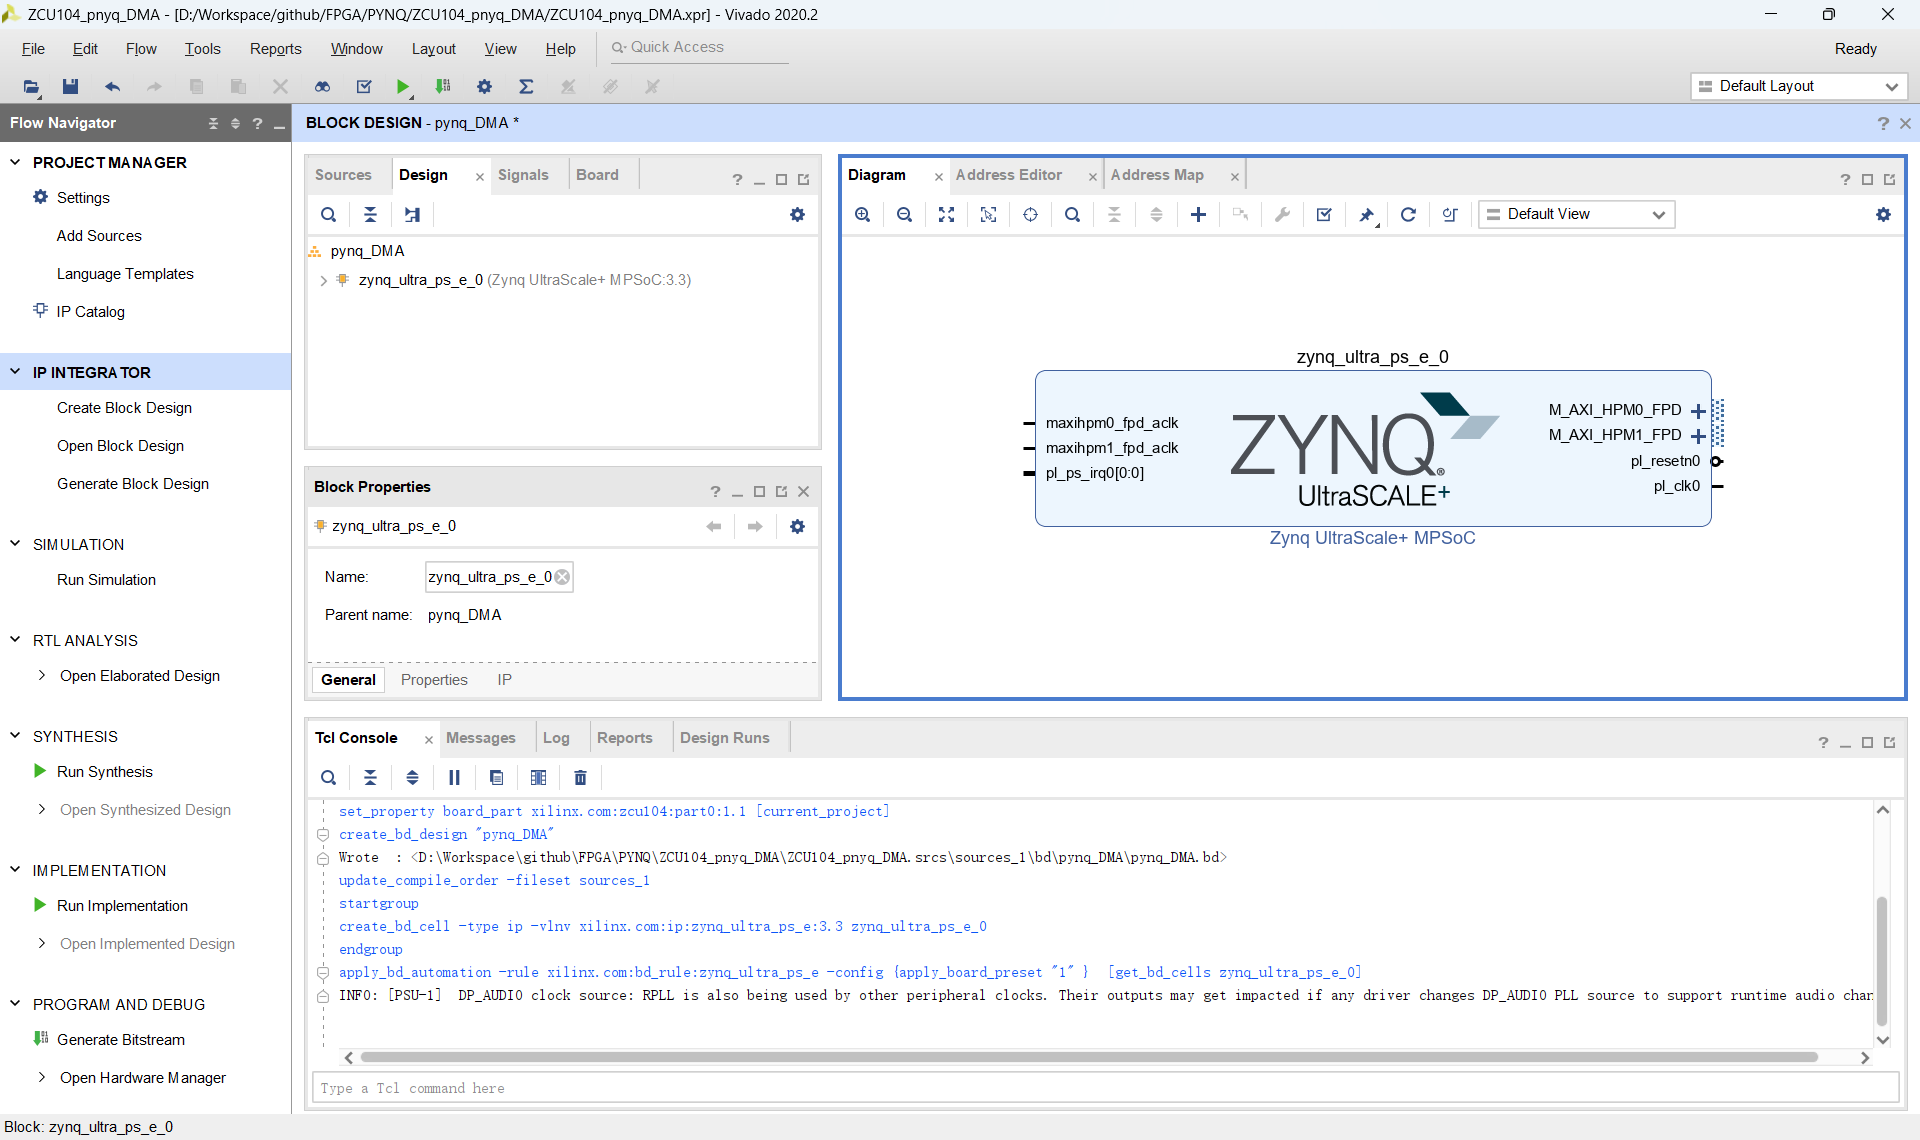 ZCU104_pnyq_DMA - [D:/Workspace/github/FPGA/PYNQ/ZCU104_pnyq_DMA/ZCU104_pnyq_DMA.xpr] - Vivado 2020.2
File Edit Flow Tools Reports Window Layout View Help Quick Access Ready
Default Layout
Flow Navigator
BLOCK DESIGN - pynq_DMA *
PROJECT MANAGER
Settings
Add Sources
Language Templates
IP Catalog
IP INTEGRATOR
Create Block Design
Open Block Design
Generate Block Design
SIMULATION
Run Simulation
RTL ANALYSIS
Open Elaborated Design
SYNTHESIS
Run Synthesis
Open Synthesized Design
IMPLEMENTATION
Run Implementation
Open Implemented Design
PROGRAM AND DEBUG
Generate Bitstream
Open Hardware Manager
Sources Design Signals Board
pynq_DMA
zynq_ultra_ps_e_0 (Zynq UltraScale+ MPSoC:3.3)
Block Properties
zynq_ultra_ps_e_0
Name: zynq_ultra_ps_e_0
Parent name: pynq_DMA
General Properties IP
Diagram Address Editor Address Map
Default View
zynq_ultra_ps_e_0
maxihpm0_fpd_aclk
maxihpm1_fpd_aclk
pl_ps_irq0[0:0]
ZYNQ
UltraSCALE+
M_AXI_HPM0_FPD
M_AXI_HPM1_FPD
pl_resetn0
pl_clk0
Zynq UltraScale+ MPSoC
Tcl Console Messages Log Reports Design Runs
set_property board_part xilinx.com:zcu104:part0:1.1 [current_project]
create_bd_design "pynq_DMA"
Wrote  : <D:\Workspace\github\FPGA\PYNQ\ZCU104_pnyq_DMA\ZCU104_pnyq_DMA.srcs\sources_1\bd\pynq_DMA\pynq_DMA.bd>
update_compile_order -fileset sources_1
startgroup
create_bd_cell -type ip -vlnv xilinx.com:ip:zynq_ultra_ps_e:3.3 zynq_ultra_ps_e_0
endgroup
apply_bd_automation -rule xilinx.com:bd_rule:zynq_ultra_ps_e -config {apply_board_preset "1" }  [get_bd_cells zynq_ultra_ps_e_0]
INFO: [PSU-1]  DP_AUDIO clock source: RPLL is also being used by other peripheral clocks. Their outputs may get impacted if any driver changes DP_AUDIO PLL source to support runtime audio char
Type a Tcl command here
Block: zynq_ultra_ps_e_0